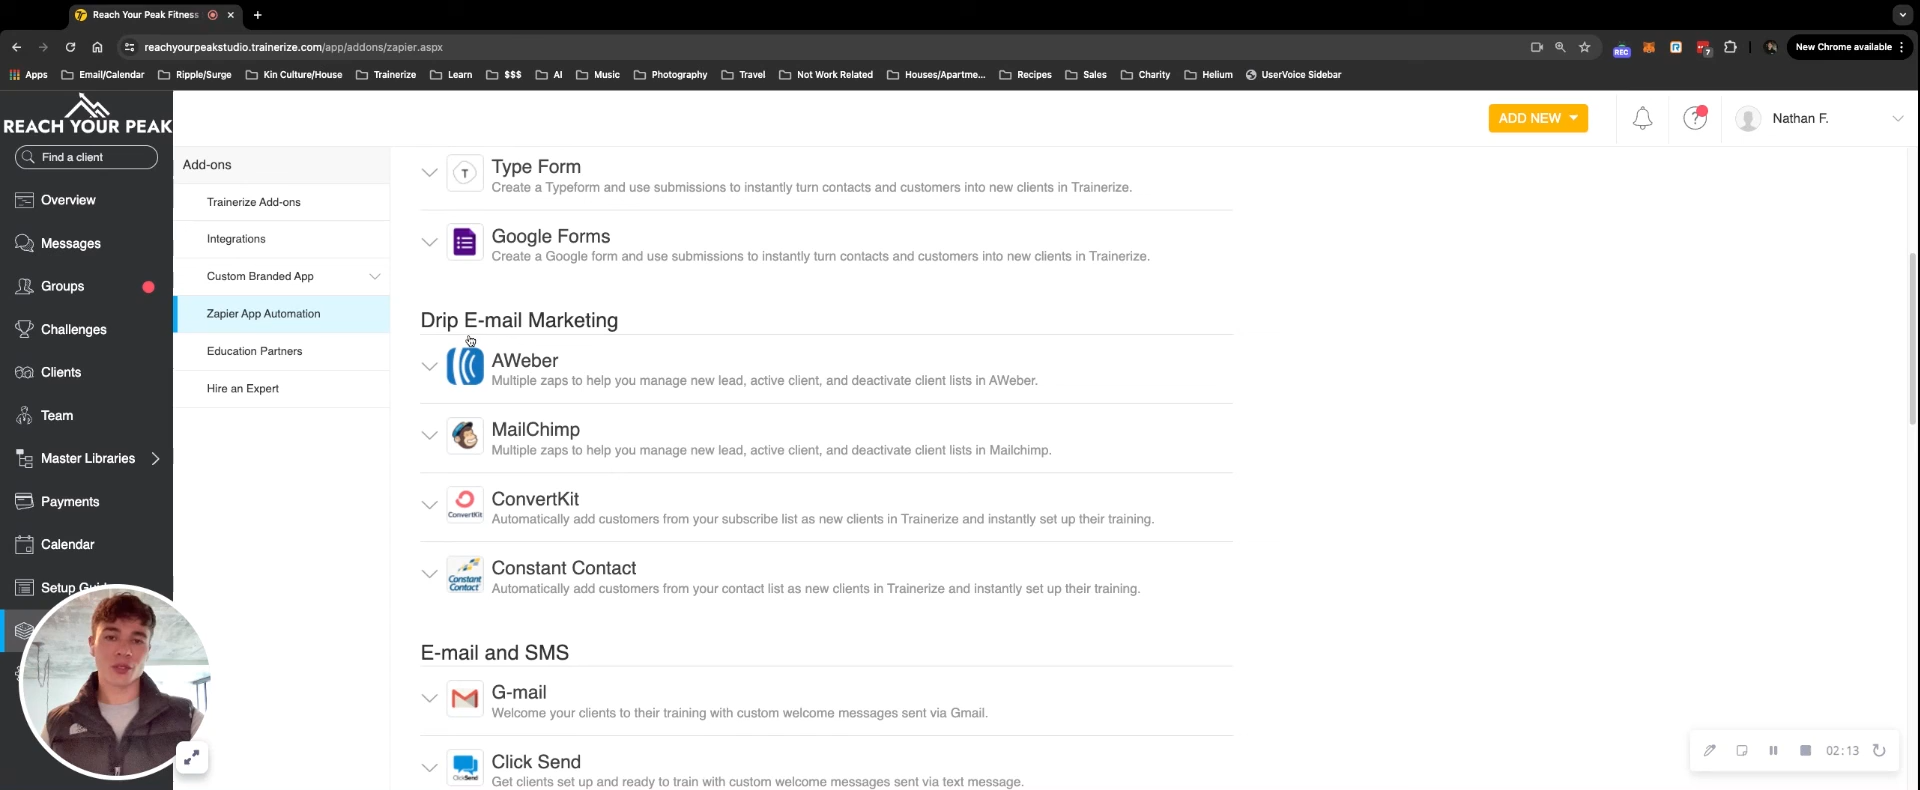 Reach Your Peak Fitness
reachyourpeakstudio.trainerize.com/app/addons/zapier.aspx
REC
7
New Chrome available
Apps Email/Calendar Ripple/Surge Kin Culture/House Trainerize Learn $$$ AI Music Photography Travel Not Work Related Houses/Apartme... Recipes Sales Charity Helium UserVoice Sidebar
REACH YOUR PEAK
ADD NEW
Nathan F.
Find a client
Overview
Messages
Groups
Challenges
Clients
Team
Master Libraries
Payments
Calendar
Add-ons
Trainerize Add-ons
Integrations
Custom Branded App
Zapier App Automation
Education Partners
Hire an Expert
T
Type Form
Create a Typeform and use submissions to instantly turn contacts and customers into new clients in Trainerize.
Google Forms
Create a Google form and use submissions to instantly turn contacts and customers into new clients in Trainerize.
Drip E-mail Marketing
AWeber
Multiple zaps to help you manage new lead, active client, and deactivate client lists in AWeber.
MailChimp
Multiple zaps to help you manage new lead, active client, and deactivate client lists in Mailchimp.
ConvertKit
ConvertKit
Automatically add customers from your subscribe list as new clients in Trainerize and instantly set up their training.
Constant Contact
Constant Contact
Automatically add customers from your contact list as new clients in Trainerize and instantly set up their training.
E-mail and SMS
G-mail
Welcome your clients to their training with custom welcome messages sent via Gmail.
ClickSend
Click Send
Get clients set up and ready to train with custom welcome messages sent via text message.
02:13